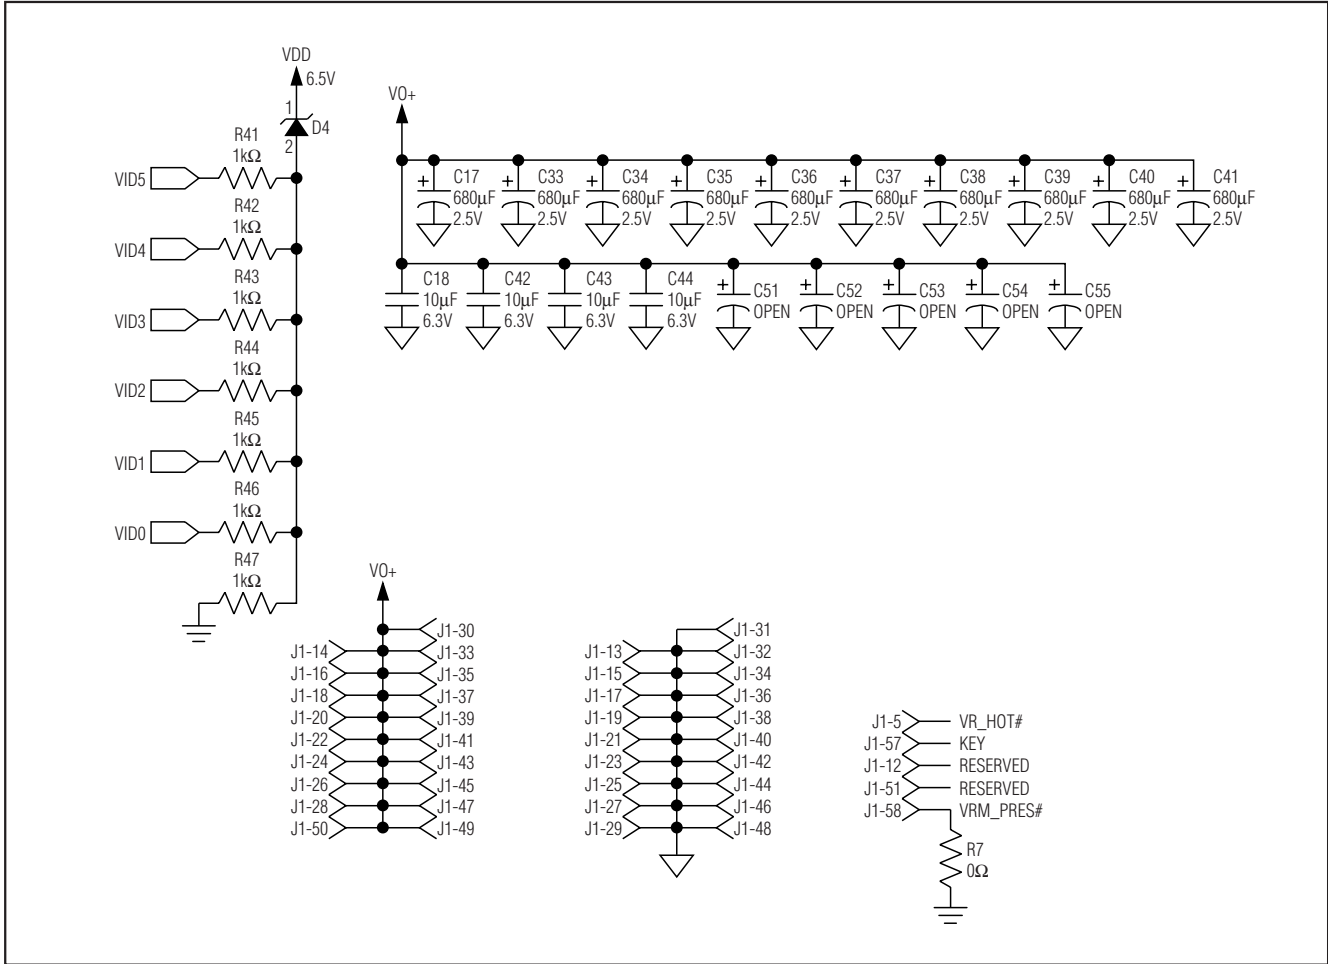 VDD
6.5V
1
D4
2
R41
1kΩ
VID5
R42
1kΩ
VID4
R43
1kΩ
VID3
R44
1kΩ
VID2
R45
1kΩ
VID1
R46
1kΩ
VID0
R47
1kΩ
VO+
+ C17
680µF
2.5V
+ C33
680µF
2.5V
+ C34
680µF
2.5V
+ C35
680µF
2.5V
+ C36
680µF
2.5V
+ C37
680µF
2.5V
+ C38
680µF
2.5V
+ C39
680µF
2.5V
+ C40
680µF
2.5V
+ C41
680µF
2.5V
C18
10µF
6.3V
C42
10µF
6.3V
C43
10µF
6.3V
C44
10µF
6.3V
+ C51
OPEN
+ C52
OPEN
+ C53
OPEN
+ C54
OPEN
+ C55
OPEN
VO+
J1-30
J1-14 J1-33
J1-16 J1-35
J1-18 J1-37
J1-20 J1-39
J1-22 J1-41
J1-24 J1-43
J1-26 J1-45
J1-28 J1-47
J1-50 J1-49
J1-31
J1-13 J1-32
J1-15 J1-34
J1-17 J1-36
J1-19 J1-38
J1-21 J1-40
J1-23 J1-42
J1-25 J1-44
J1-27 J1-46
J1-29 J1-48
J1-5 VR_HOT#
J1-57 KEY
J1-12 RESERVED
J1-51 RESERVED
J1-58 VRM_PRES#
R7
0Ω